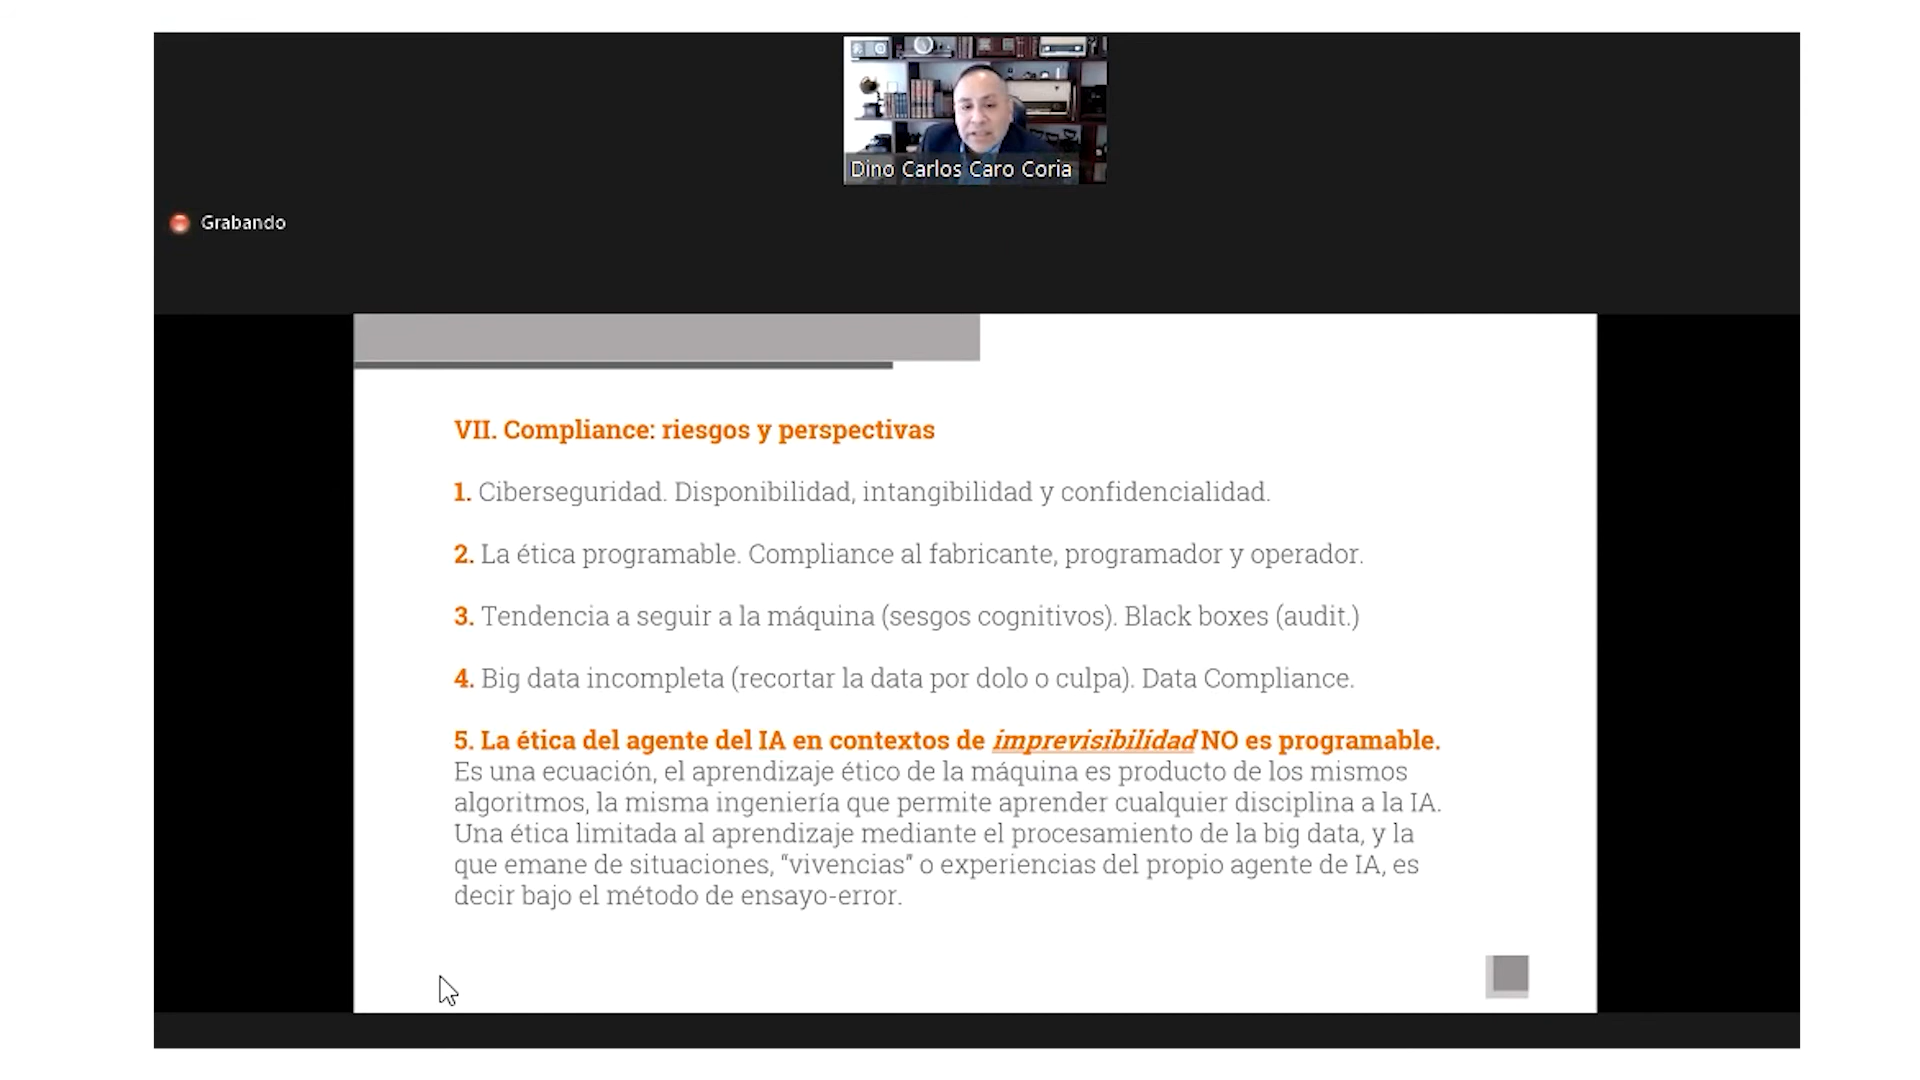 Dino Carlos Caro Coria
Grabando
VII. Compliance: riesgos y perspectivas
1. Ciberseguridad. Disponibilidad, intangibilidad y confidencialidad.
2. La ética programable. Compliance al fabricante, programador y operador.
3. Tendencia a seguir a la máquina (sesgos cognitivos). Black boxes (audit.)
4. Big data incompleta (recortar la data por dolo o culpa). Data Compliance.
5. La ética del agente del IA en contextos de imprevisibilidad NO es programable.
Es una ecuación, el aprendizaje ético de la máquina es producto de los mismos
algoritmos, la misma ingeniería que permite aprender cualquier disciplina a la IA.
Una ética limitada al aprendizaje mediante el procesamiento de la big data, y la
que emane de situaciones, “vivencias” o experiencias del propio agente de IA, es
decir bajo el método de ensayo-error.